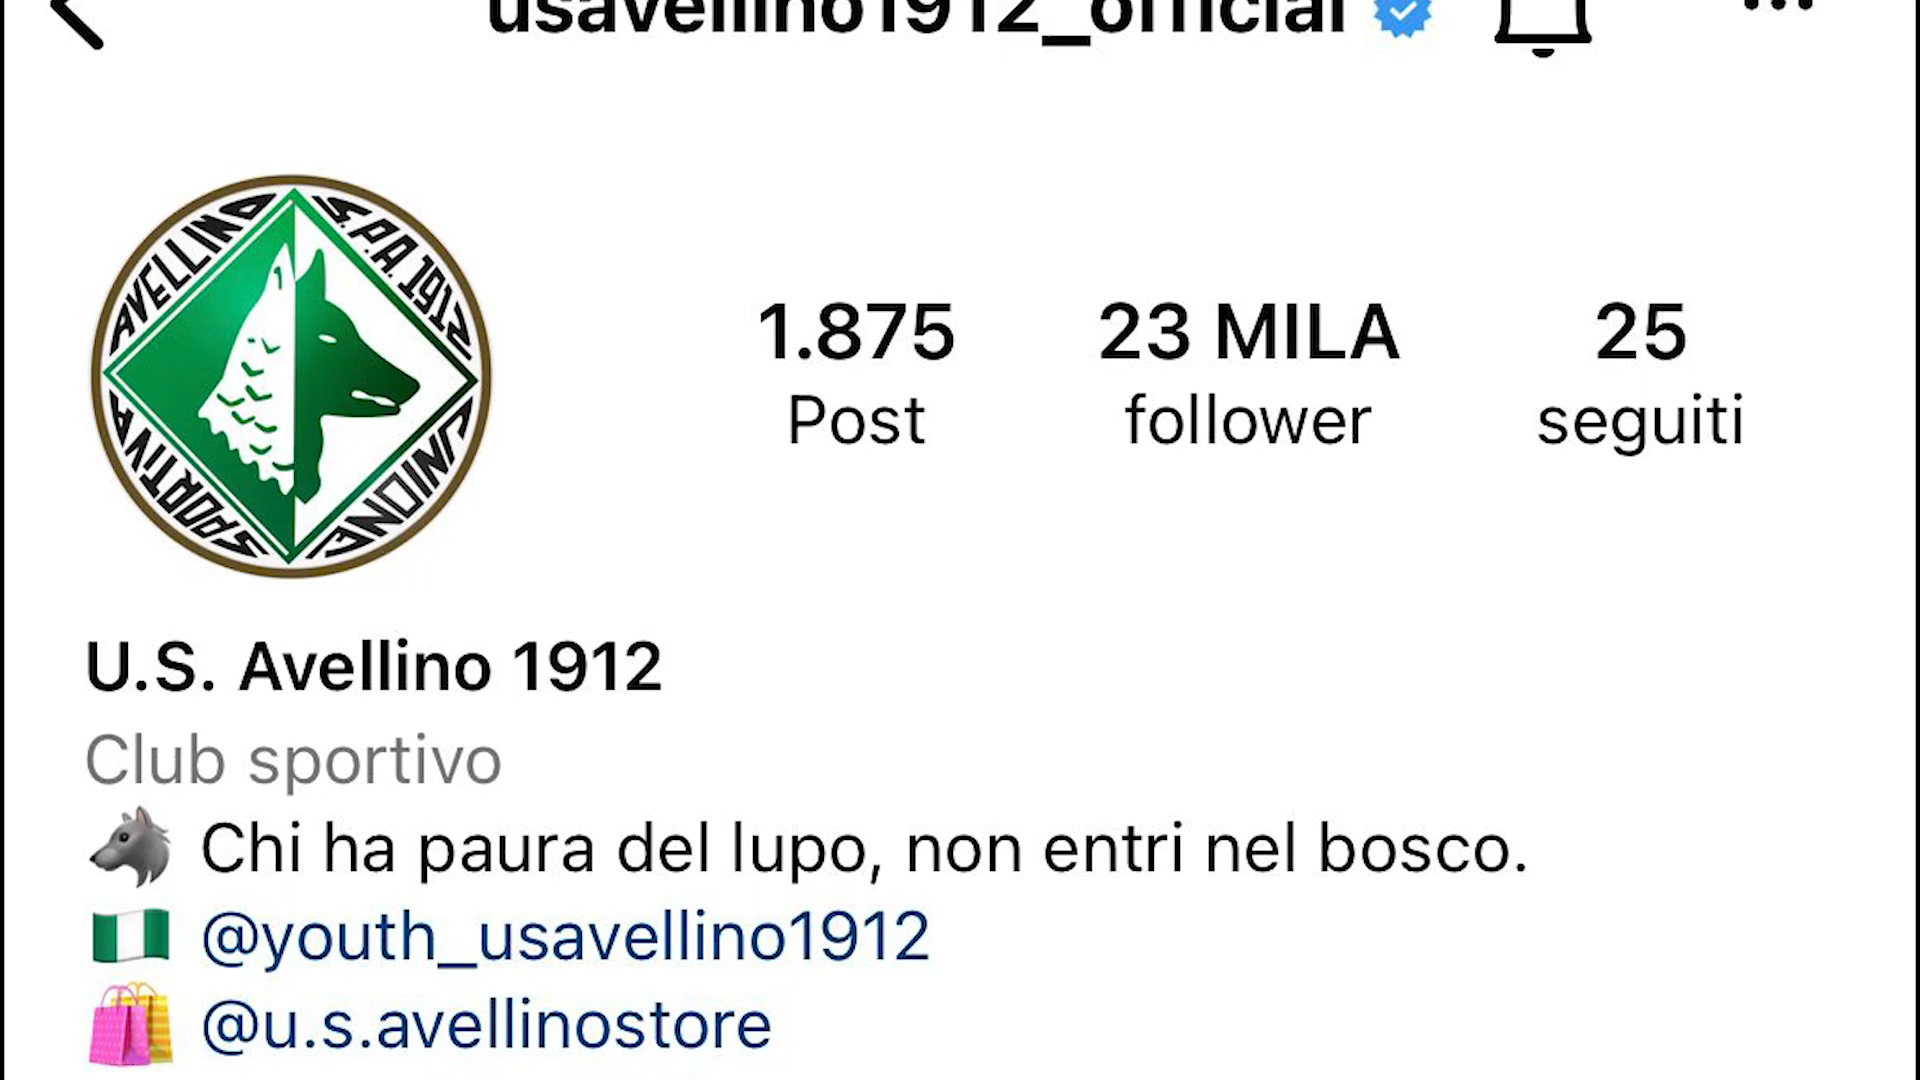 usavellino1912_official
AVELLINO
S.P.A. 1912
SPORTIVA
UNIONE
1.875
23 MILA
25
Post
follower
seguiti
U.S. Avellino 1912
Club sportivo
Chi ha paura del lupo, non entri nel bosco.
@youth_usavellino1912
@u.s.avellinostore